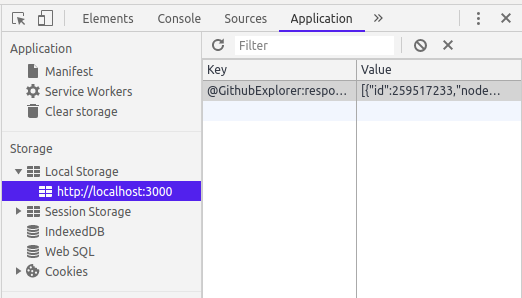 Elements Console Sources Application »
Application
Manifest
Service Workers
Clear storage
Storage
Local Storage
http://localhost:3000
Session Storage
IndexedDB
Web SQL
Cookies
Filter
Key Value
@GithubExplorer:respo... [{"id":259517233,"node...